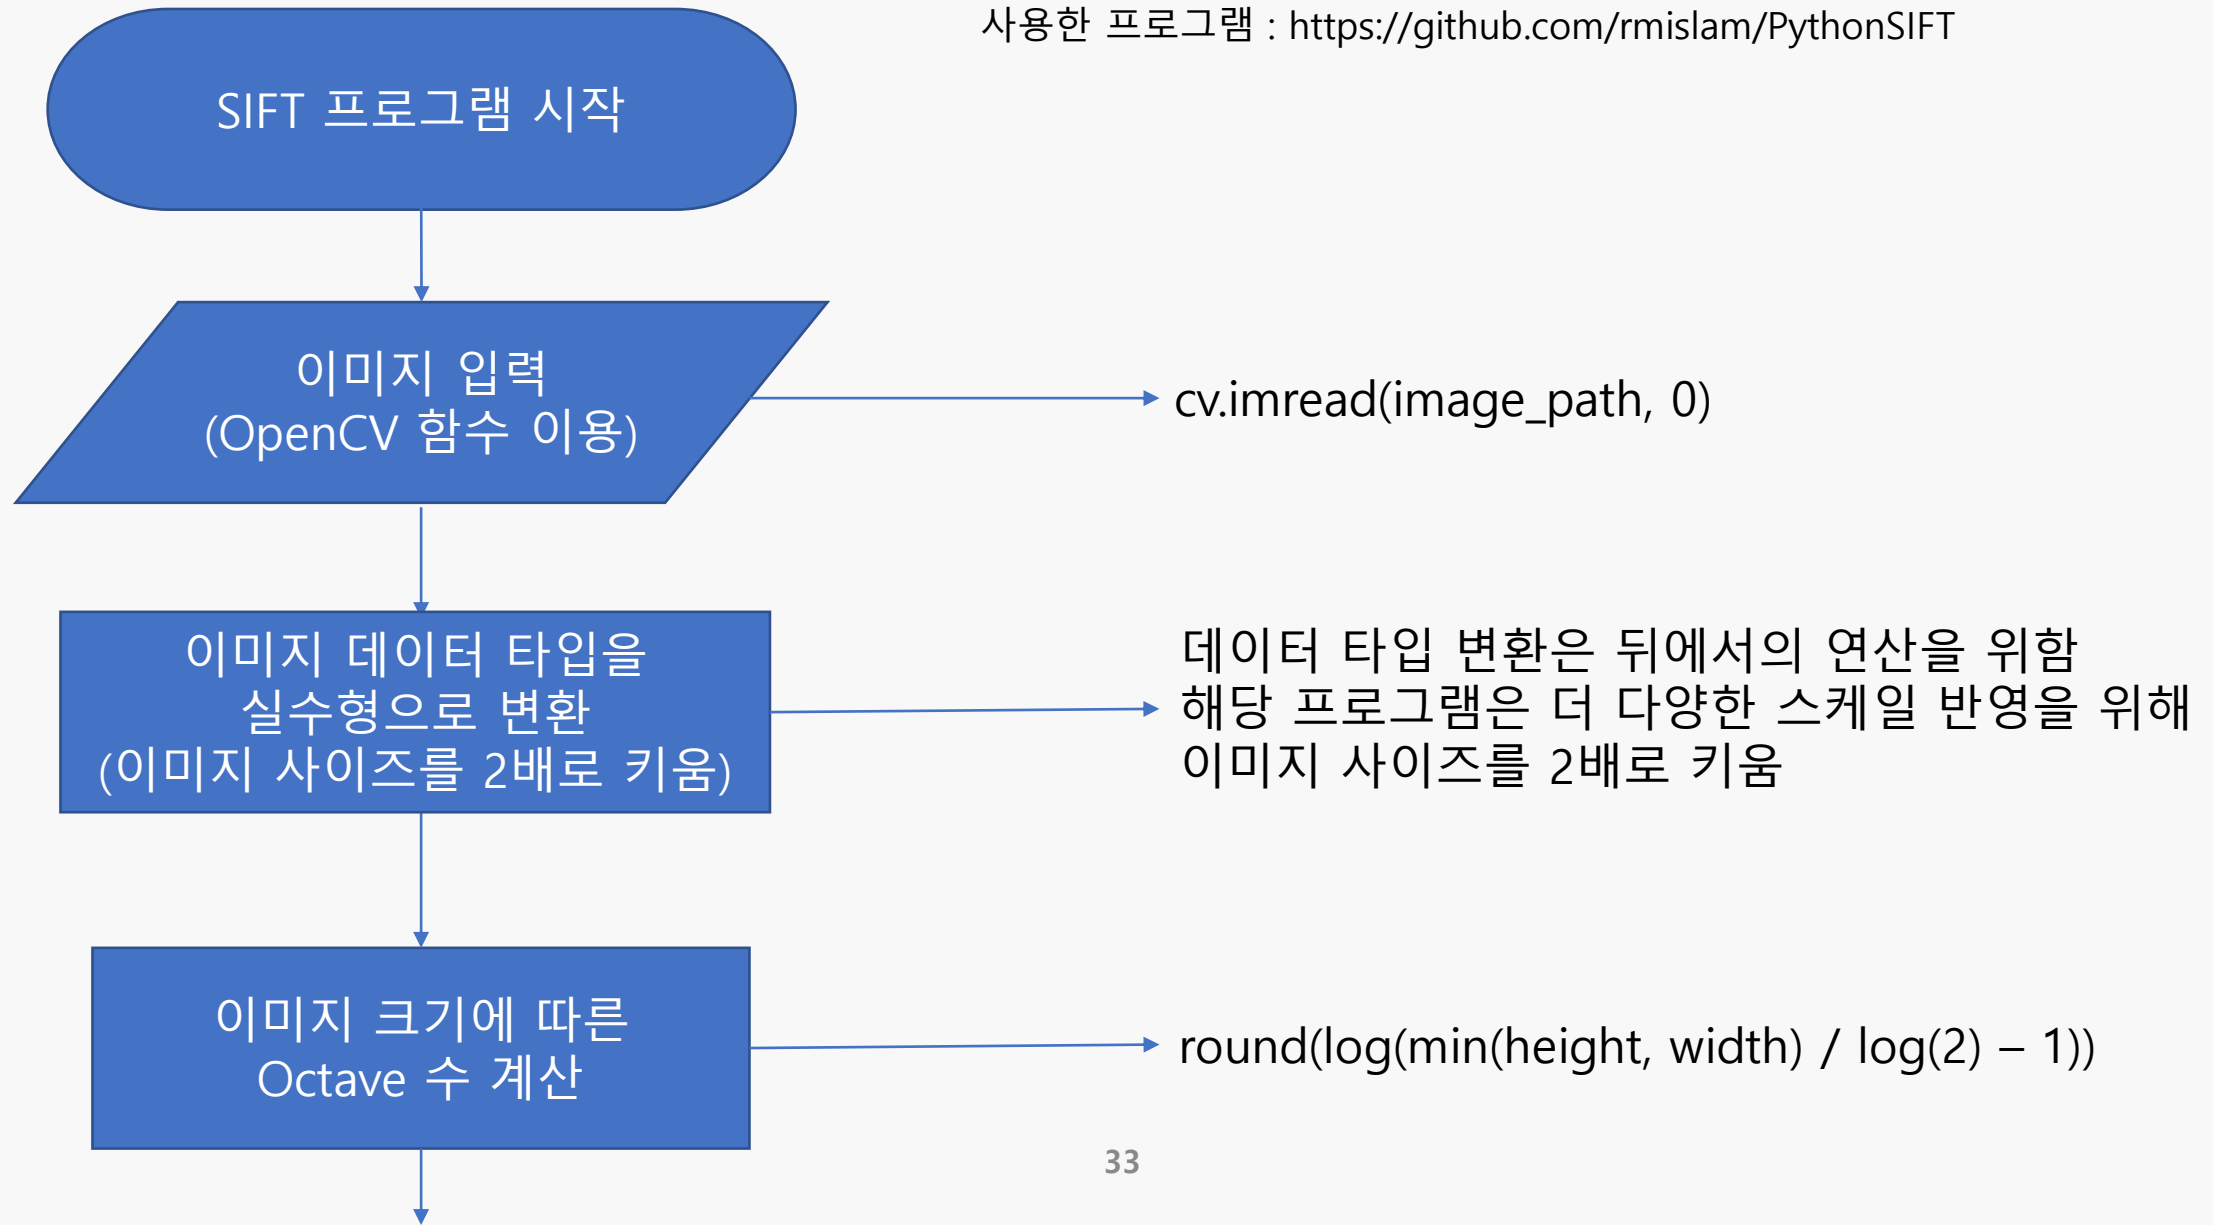 사용한 프로그램 : https://github.com/rmislam/PythonSIFT
SIFT 프로그램 시작
이미지 입력
(OpenCV 함수 이용)
cv.imread(image_path, 0)
이미지 데이터 타입을
실수형으로 변환
(이미지 사이즈를 2배로 키움)
데이터 타입 변환은 뒤에서의 연산을 위함
해당 프로그램은 더 다양한 스케일 반영을 위해
이미지 사이즈를 2배로 키움
이미지 크기에 따른
Octave 수 계산
round(log(min(height, width) / log(2) – 1))
33